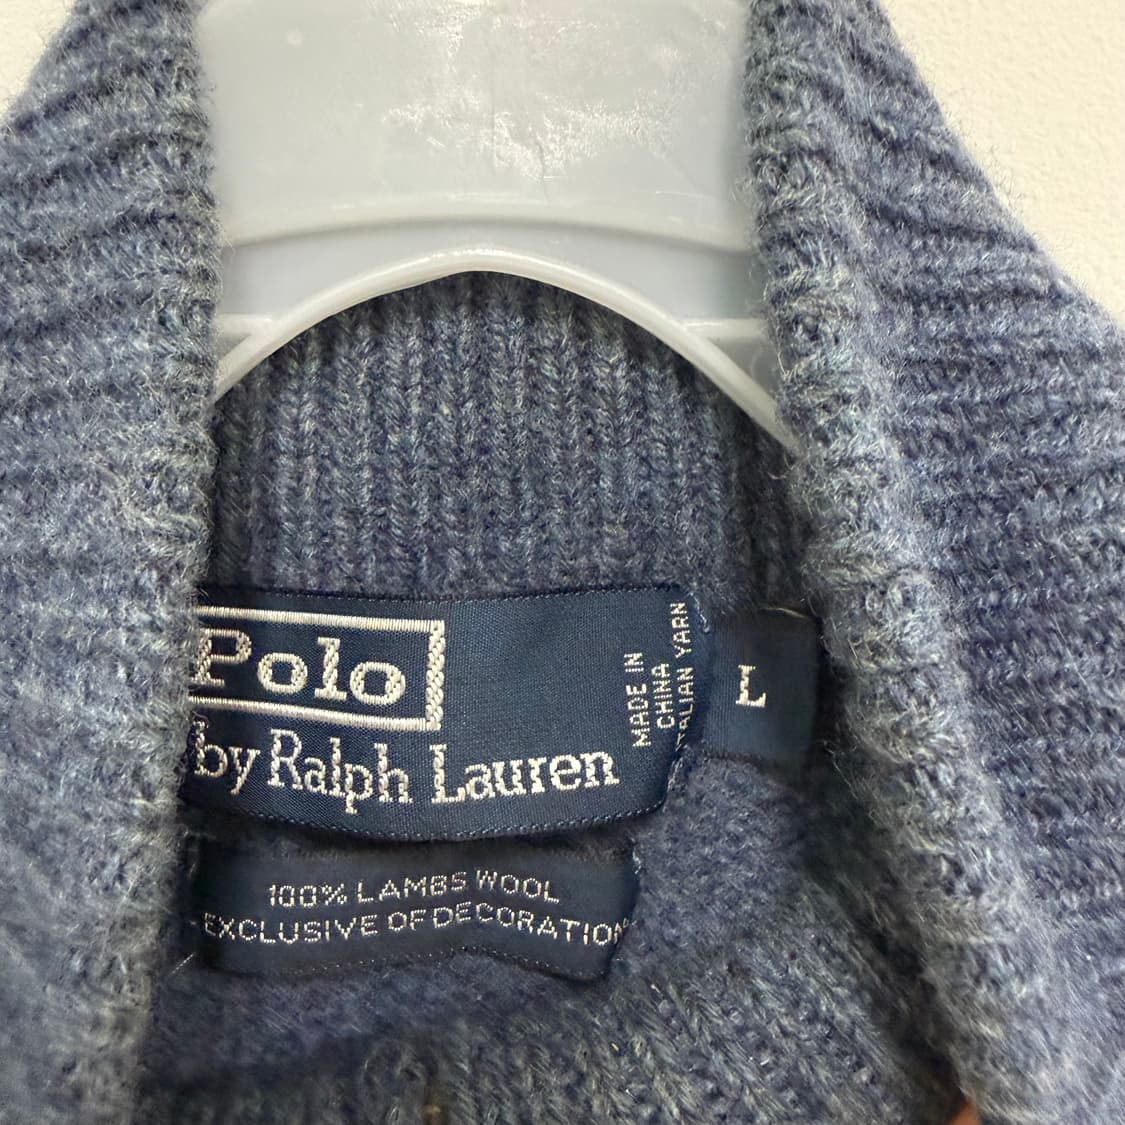 Polo
by Ralph Lauren
MADE IN
CHINA
ITALIAN YARN
L
100% LAMBS WOOL
EXCLUSIVE OF DECORATION